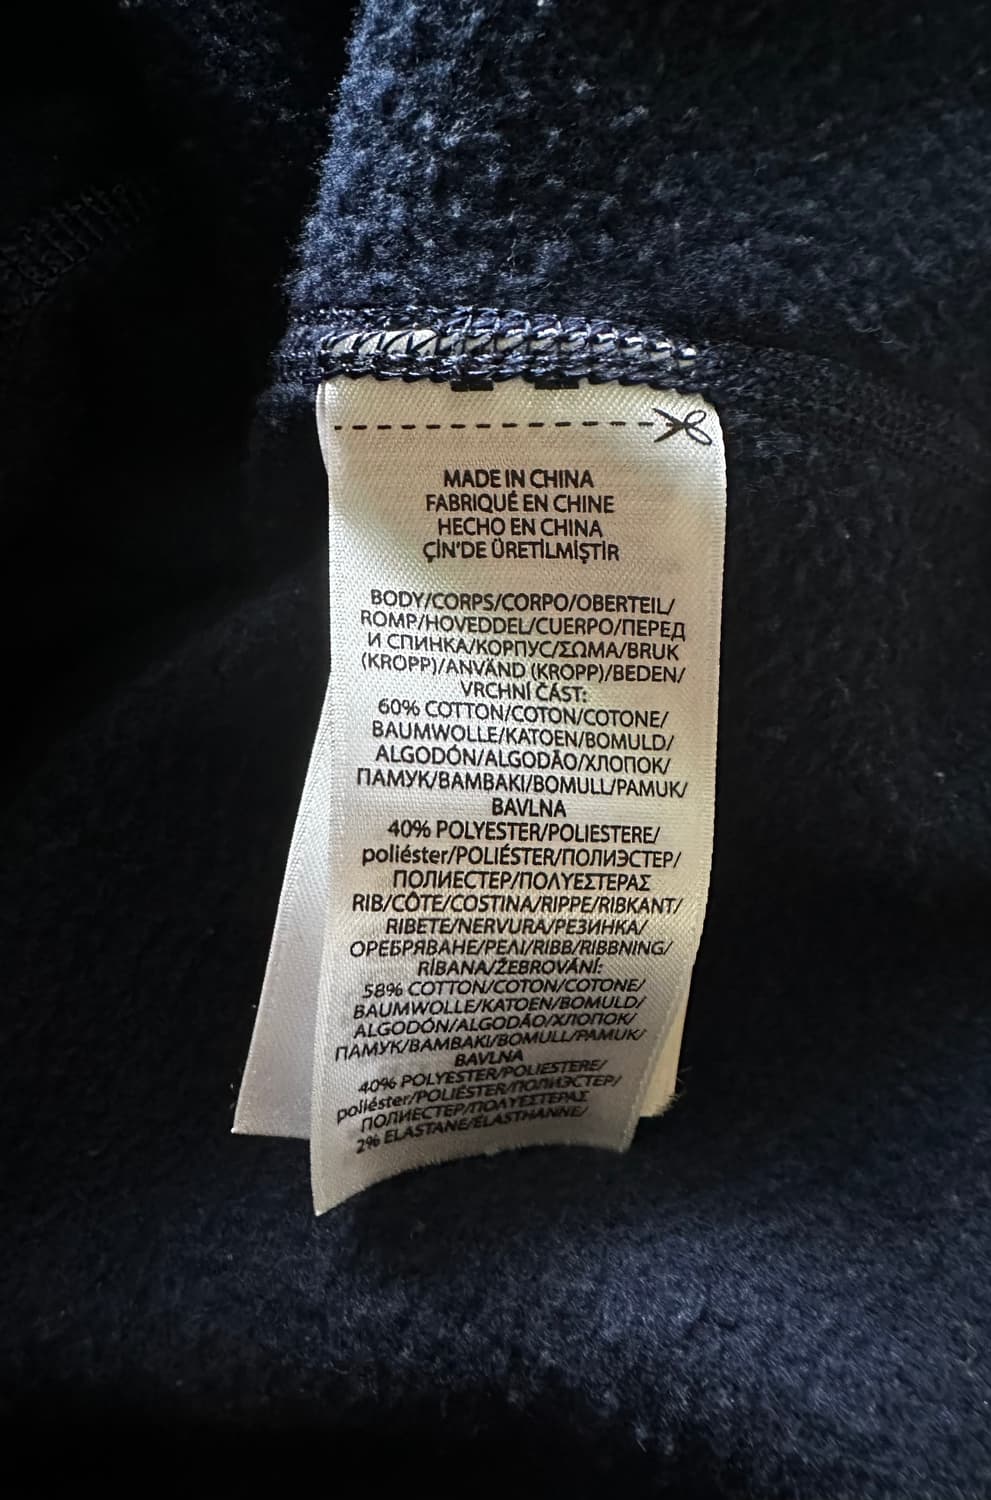 MADE IN CHINA
FABRIQUÉ EN CHINE
HECHO EN CHINA
ÇİN'DE ÜRETİLMİŞTİR
BODY/CORPS/CORPO/OBERTEIL/
ROMP/HOVEDDEL/CUERPO/ПЕРЕД
И СПИНКА/КОРПУС/ΣΩΜΑ/BRUK
(KROPP)/ANVÄND (KROPP)/BEDEN/
VRCHNÍ ČÁST:
60% COTTON/COTON/COTONE/
BAUMWOLLE/KATOEN/BOMULD/
ALGODÓN/ALGODÃO/ХЛОПОК/
ПАМУК/ΒΑΜΒΑΚΙ/BOMULL/PAMUK/
BAVLNA
40% POLYESTER/POLIESTERE/
poliéster/POLIÉSTER/ПОЛИЭСТЕР/
ПОЛИЕСТЕР/ΠΟΛΥΕΣΤΕΡΑΣ
RIB/CÔTE/COSTINA/RIPPE/RIBKANT/
RIBETE/NERVURA/РЕЗИНКА/
ОРЕБРЯВАНЕ/ΡΕΛΙ/RIBB/RIBBNING/
RİBANA/ŽEBROVÁNÍ:
58% COTTON/COTON/COTONE/
BAUMWOLLE/KATOEN/BOMULD/
ALGODÓN/ALGODÃO/ХЛОПОК/
ПАМУК/ΒΑΜΒΑΚΙ/BOMULL/PAMUK/
BAVLNA
40% POLYESTER/POLIESTERE/
poliéster/POLIÉSTER/ПОЛИЭСТЕР/
ПОЛИЕСТЕР/ΠΟΛΥΕΣΤΕΡΑΣ
2% ELASTANE/ÉLASTHANNE/